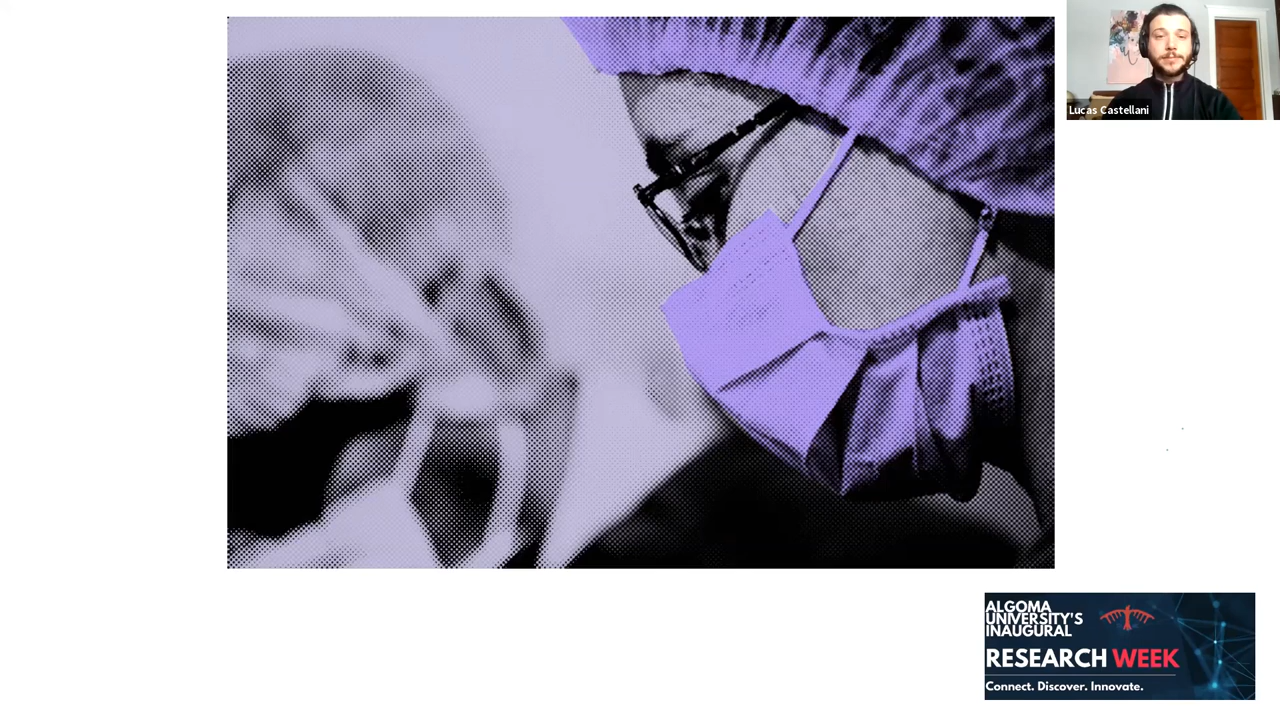 Lucas Castellani
ALGOMA
UNIVERSITY'S
INAUGURAL
RESEARCH WEEK
Connect. Discover. Innovate.